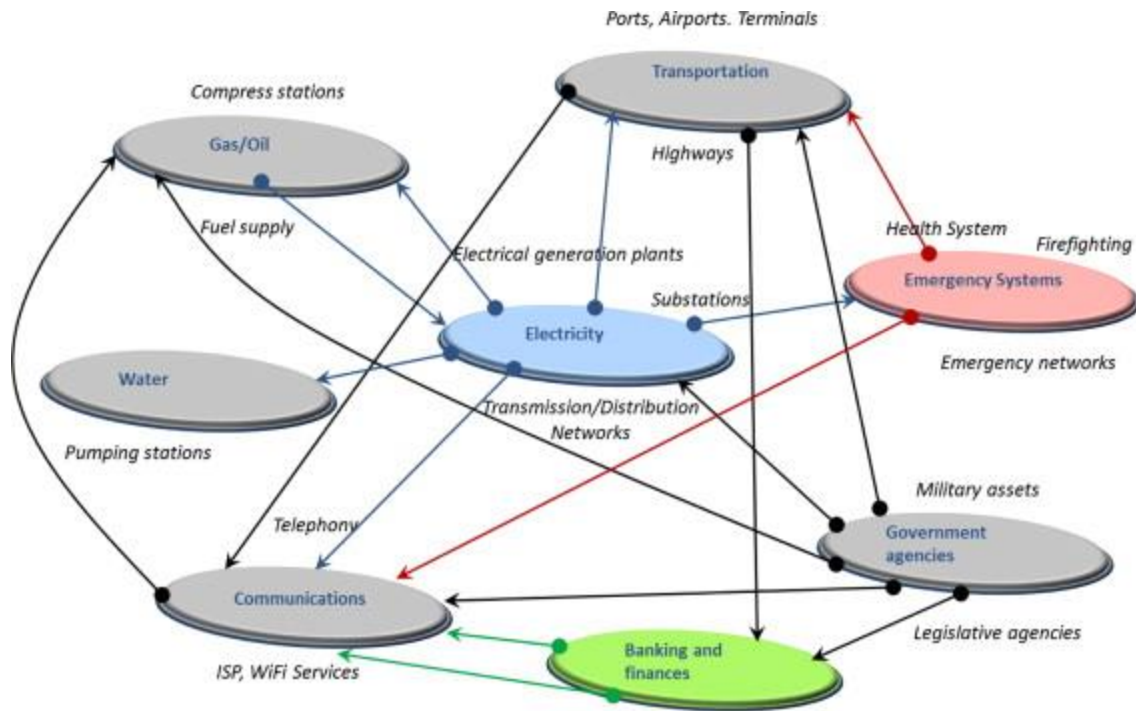 Ports, Airports. Terminals
Transportation
Compress stations
Gas/Oil
Highways
Fuel supply
Health System
Firefighting
Electrical generation plants
Emergency Systems
Substations
Electricity
Emergency networks
Water
Transmission/Distribution
Networks
Pumping stations
Military assets
Telephony
Government
agencies
Communications
Legislative agencies
Banking and
finances
ISP, WiFi Services